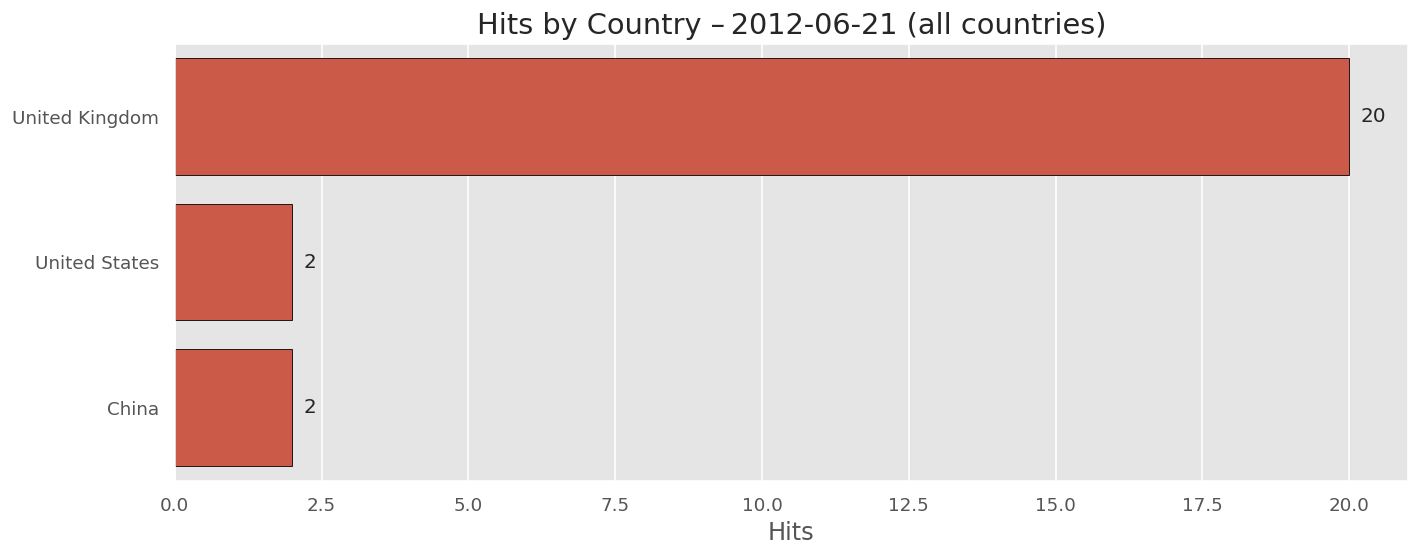 Hits by Country – 2012-06-21 (all countries)
United Kingdom
20
United States
2
China
2
0.0 2.5 5.0 7.5 10.0 12.5 15.0 17.5 20.0
Hits